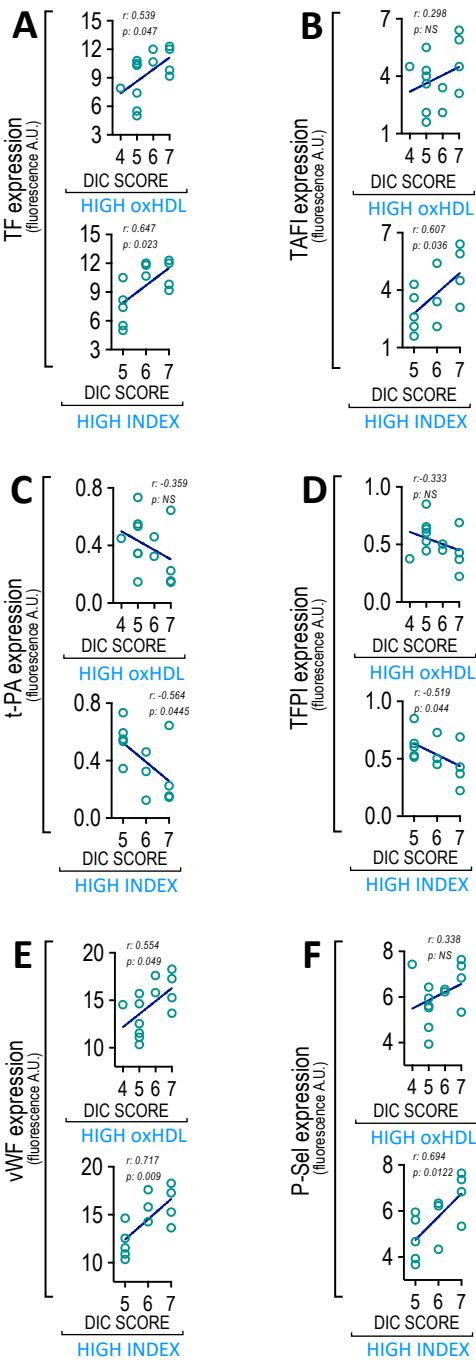 A
TF expression
(fluorescence A.U.)
r: 0.539
p: 0.047
15
12
9
6
3
4 5 6 7
DIC SCORE
HIGH oxHDL
r: 0.647
p: 0.023
15
12
9
6
3
5 6 7
DIC SCORE
HIGH INDEX
B
TAFI expression
(fluorescence A.U.)
r: 0.298
p: NS
7
4
1
4 5 6 7
DIC SCORE
HIGH oxHDL
r: 0.607
p: 0.036
7
4
1
5 6 7
DIC SCORE
HIGH INDEX
C
t-PA expression
(fluorescence A.U.)
r: -0.359
p: NS
0.8
0.4
0.0
4 5 6 7
DIC SCORE
HIGH oxHDL
r: -0.564
p: 0.0445
0.8
0.4
0.0
5 6 7
DIC SCORE
HIGH INDEX
D
TFPI expression
(fluorescence A.U.)
r:-0.333
p: NS
1.0
0.5
0.0
4 5 6 7
DIC SCORE
HIGH oxHDL
r: -0.519
p: 0.044
1.0
0.5
0.0
5 6 7
DIC SCORE
HIGH INDEX
E
vWF expression
(fluorescence A.U.)
r: 0.554
p: 0.049
20
15
10
4 5 6 7
DIC SCORE
HIGH oxHDL
r: 0.717
p: 0.009
20
15
10
5 6 7
DIC SCORE
HIGH INDEX
F
P-Sel expression
(fluorescence A.U.)
r: 0.338
p: NS
8
6
4
4 5 6 7
DIC SCORE
HIGH oxHDL
r: 0.694
p: 0.0122
8
6
4
5 6 7
DIC SCORE
HIGH INDEX